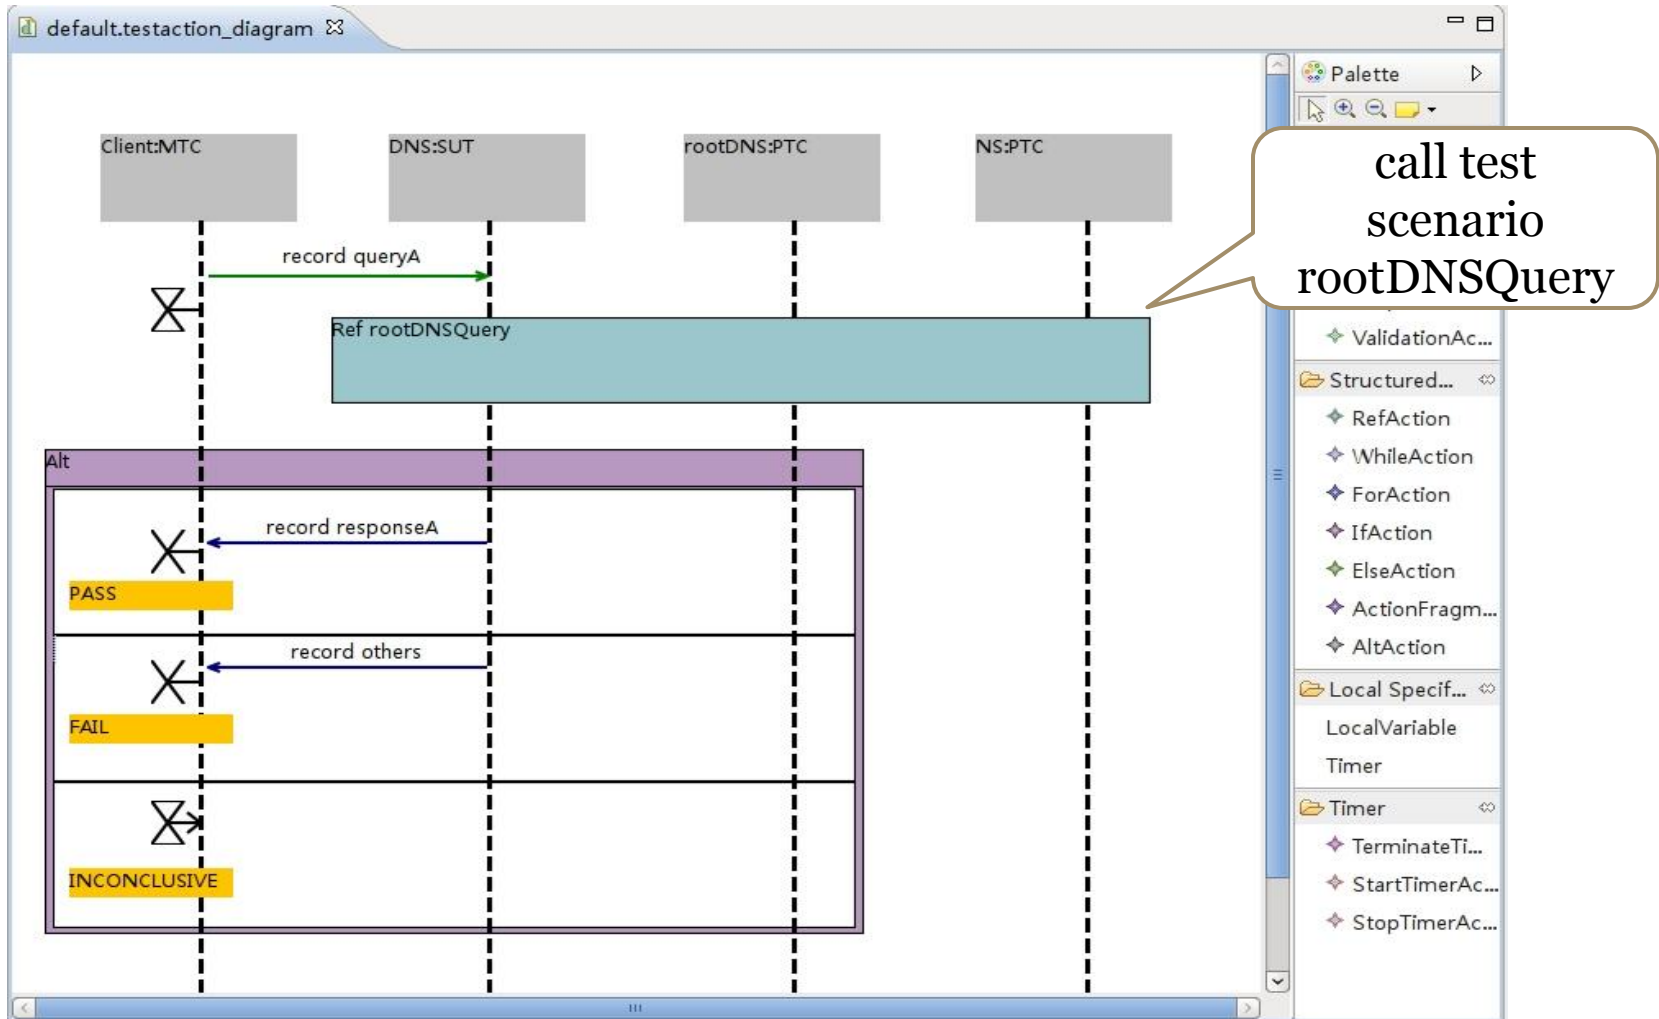 default.testaction_diagram
Palette
call test
scenario
rootDNSQuery
Client:MTC
DNS:SUT
rootDNS:PTC
NS:PTC
record queryA
Ref rootDNSQuery
Alt
record responseA
PASS
record others
FAIL
INCONCLUSIVE
ValidationAc...
Structured...
RefAction
WhileAction
ForAction
IfAction
ElseAction
ActionFragm...
AltAction
Local Specif...
LocalVariable
Timer
Timer
TerminateTi...
StartTimerAc...
StopTimerAc...